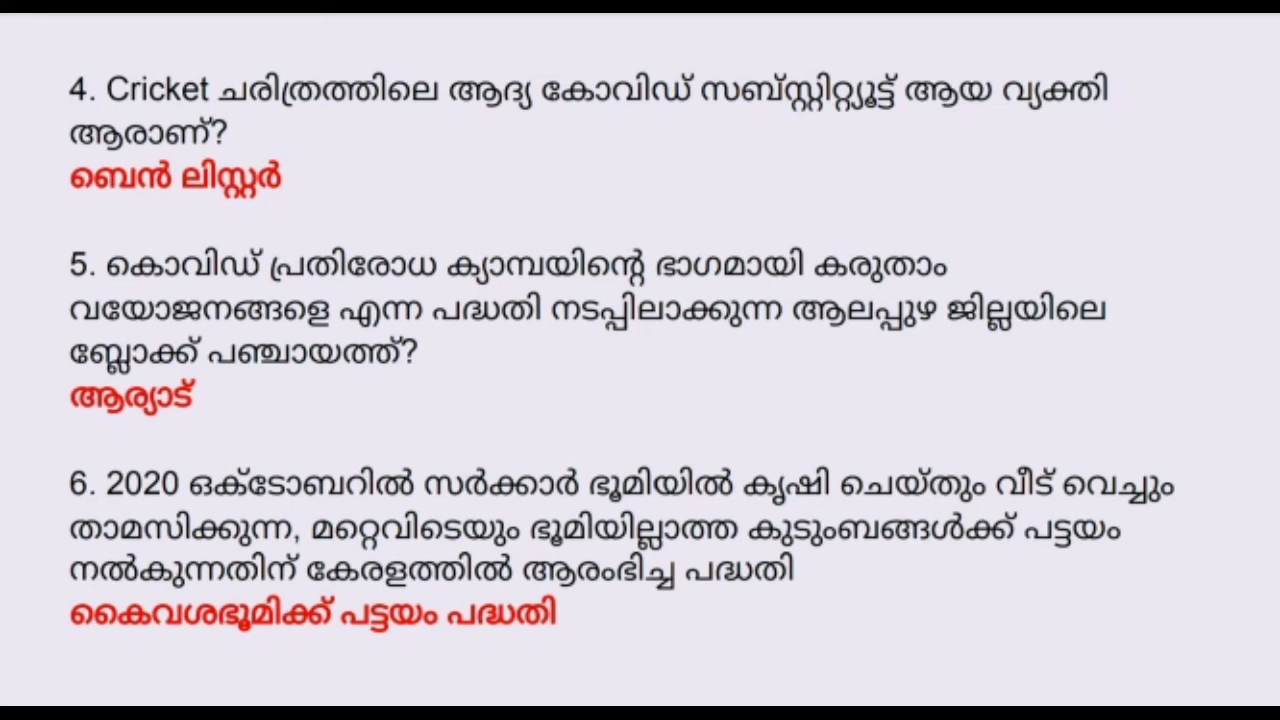 4. Cricket ചരിത്രത്തിലെ ആദ്യ കോവിഡ് സബ്സ്റ്റിറ്റ്യൂട്ട് ആയ വ്യക്തി
ആരാണ്?
ബെൻ ലിസ്റ്റർ
5. കൊവിഡ് പ്രതിരോധ ക്യാമ്പയിന്റെ ഭാഗമായി കരുതാം
വയോജനങ്ങളെ എന്ന പദ്ധതി നടപ്പിലാക്കുന്ന ആലപ്പുഴ ജില്ലയിലെ
ബ്ലോക്ക് പഞ്ചായത്ത്?
ആര്യാട്
6. 2020 ഒക്ടോബറിൽ സർക്കാർ ഭൂമിയിൽ കൃഷി ചെയ്തും വീട് വെച്ചും
താമസിക്കുന്ന, മറ്റെവിടെയും ഭൂമിയില്ലാത്ത കുടുംബങ്ങൾക്ക് പട്ടയം
നൽകുന്നതിന് കേരളത്തിൽ ആരംഭിച്ച പദ്ധതി
കൈവശഭൂമിക്ക് പട്ടയം പദ്ധതി